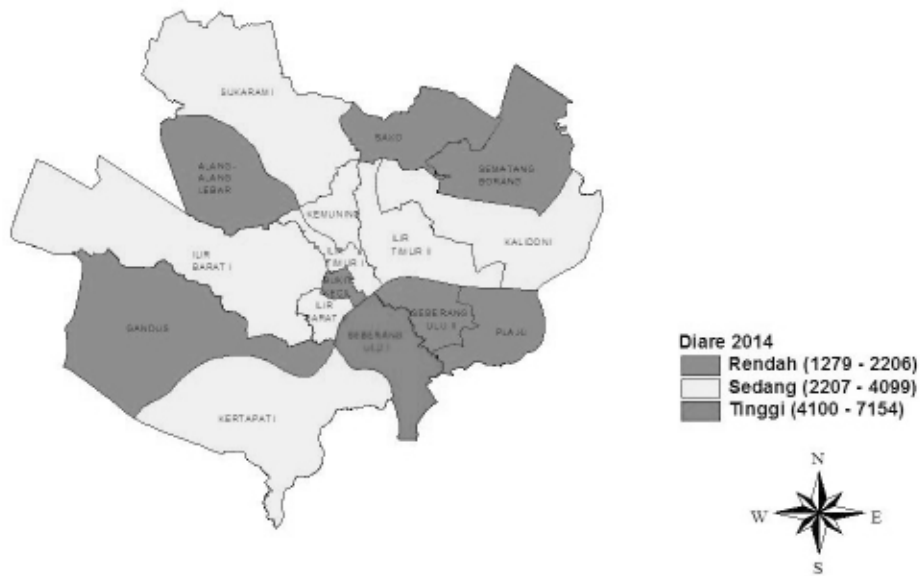 SUKARAMI
SAKO
ALANG-
ALANG
LEBAR
SEMATANG
BORANG
KEMUNING
KALIDONI
ILIR
TIMUR II
ILIR
BARAT I
ILIR
TIMUR I
BUKIT
KECIL
ILIR
BARAT
GANDUS
SEBERANG
ULU I
SEBERANG
ULU II
PLAJU
KERTAPATI
Diare 2014
Rendah (1279 - 2206)
Sedang (2207 - 4099)
Tinggi (4100 - 7154)
N
W E
S